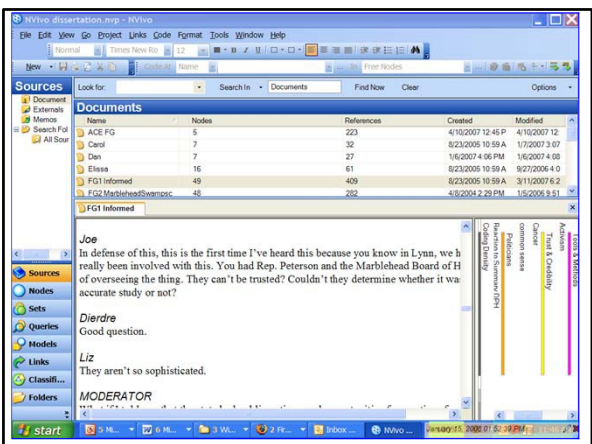 NVivo dissertation.nvp - NVivo
File Edit View Go Project Links Code Format Tools Window Help
Normal Times New Ro 12 B I U
New Code At Name In Free Nodes
Sources
Look for: Search In Documents Find Now Clear Options
Document
Externals
Memos
Search Fol
All Sour
Documents
Name Nodes References Created Modified
ACE FG 5 223 4/10/2007 12:45 P 4/10/2007 12
Carol 7 32 8/23/2005 10:59 A 1/7/2007 3:07
Dan 7 27 1/6/2007 4:06 PM 1/6/2007 4:08
Elissa 16 61 8/23/2005 10:59 A 9/27/2006 4:0
FG1 Informed 49 409 8/23/2005 10:59 A 3/11/2007 6:2
FG2 MarbleheadSwampsc 48 282 4/8/2004 2:29 PM 1/5/2006 9:51
FG1 Informed
Joe
In defense of this, this is the first time I've heard this because you know in Lynn, we h
really been involved with this. You had Rep. Peterson and the Marblehead Board of H
of overseeing the thing. They can't be trusted? Couldn't they determine whether it was
accurate study or not?
Dierdre
Good question.
Liz
They aren't so sophisticated.
MODERATOR
Tools & Methods
Activism
Trust & Credibility
Cancer
common sense
Politicians
Reaction to Summary DPH
Coding Density
Sources
Nodes
Sets
Queries
Models
Links
Classifi...
Folders
start 5 Mi... 6 Mi... 3 Wi... 2 Fir... Inbox ... NVivo ...